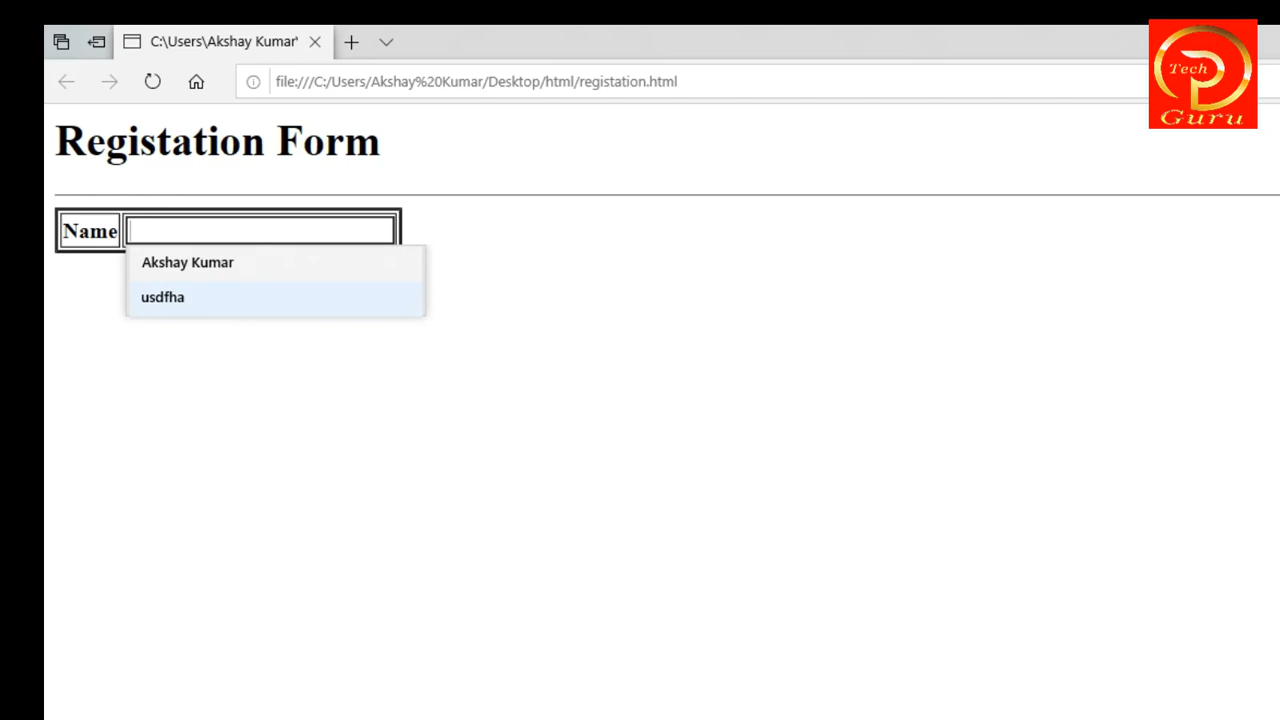 C:\Users\Akshay Kumar'
file:///C:/Users/Akshay%20Kumar/Desktop/html/registation.html
Tech
Guru
Registation Form
Name
Akshay Kumar
usdfha